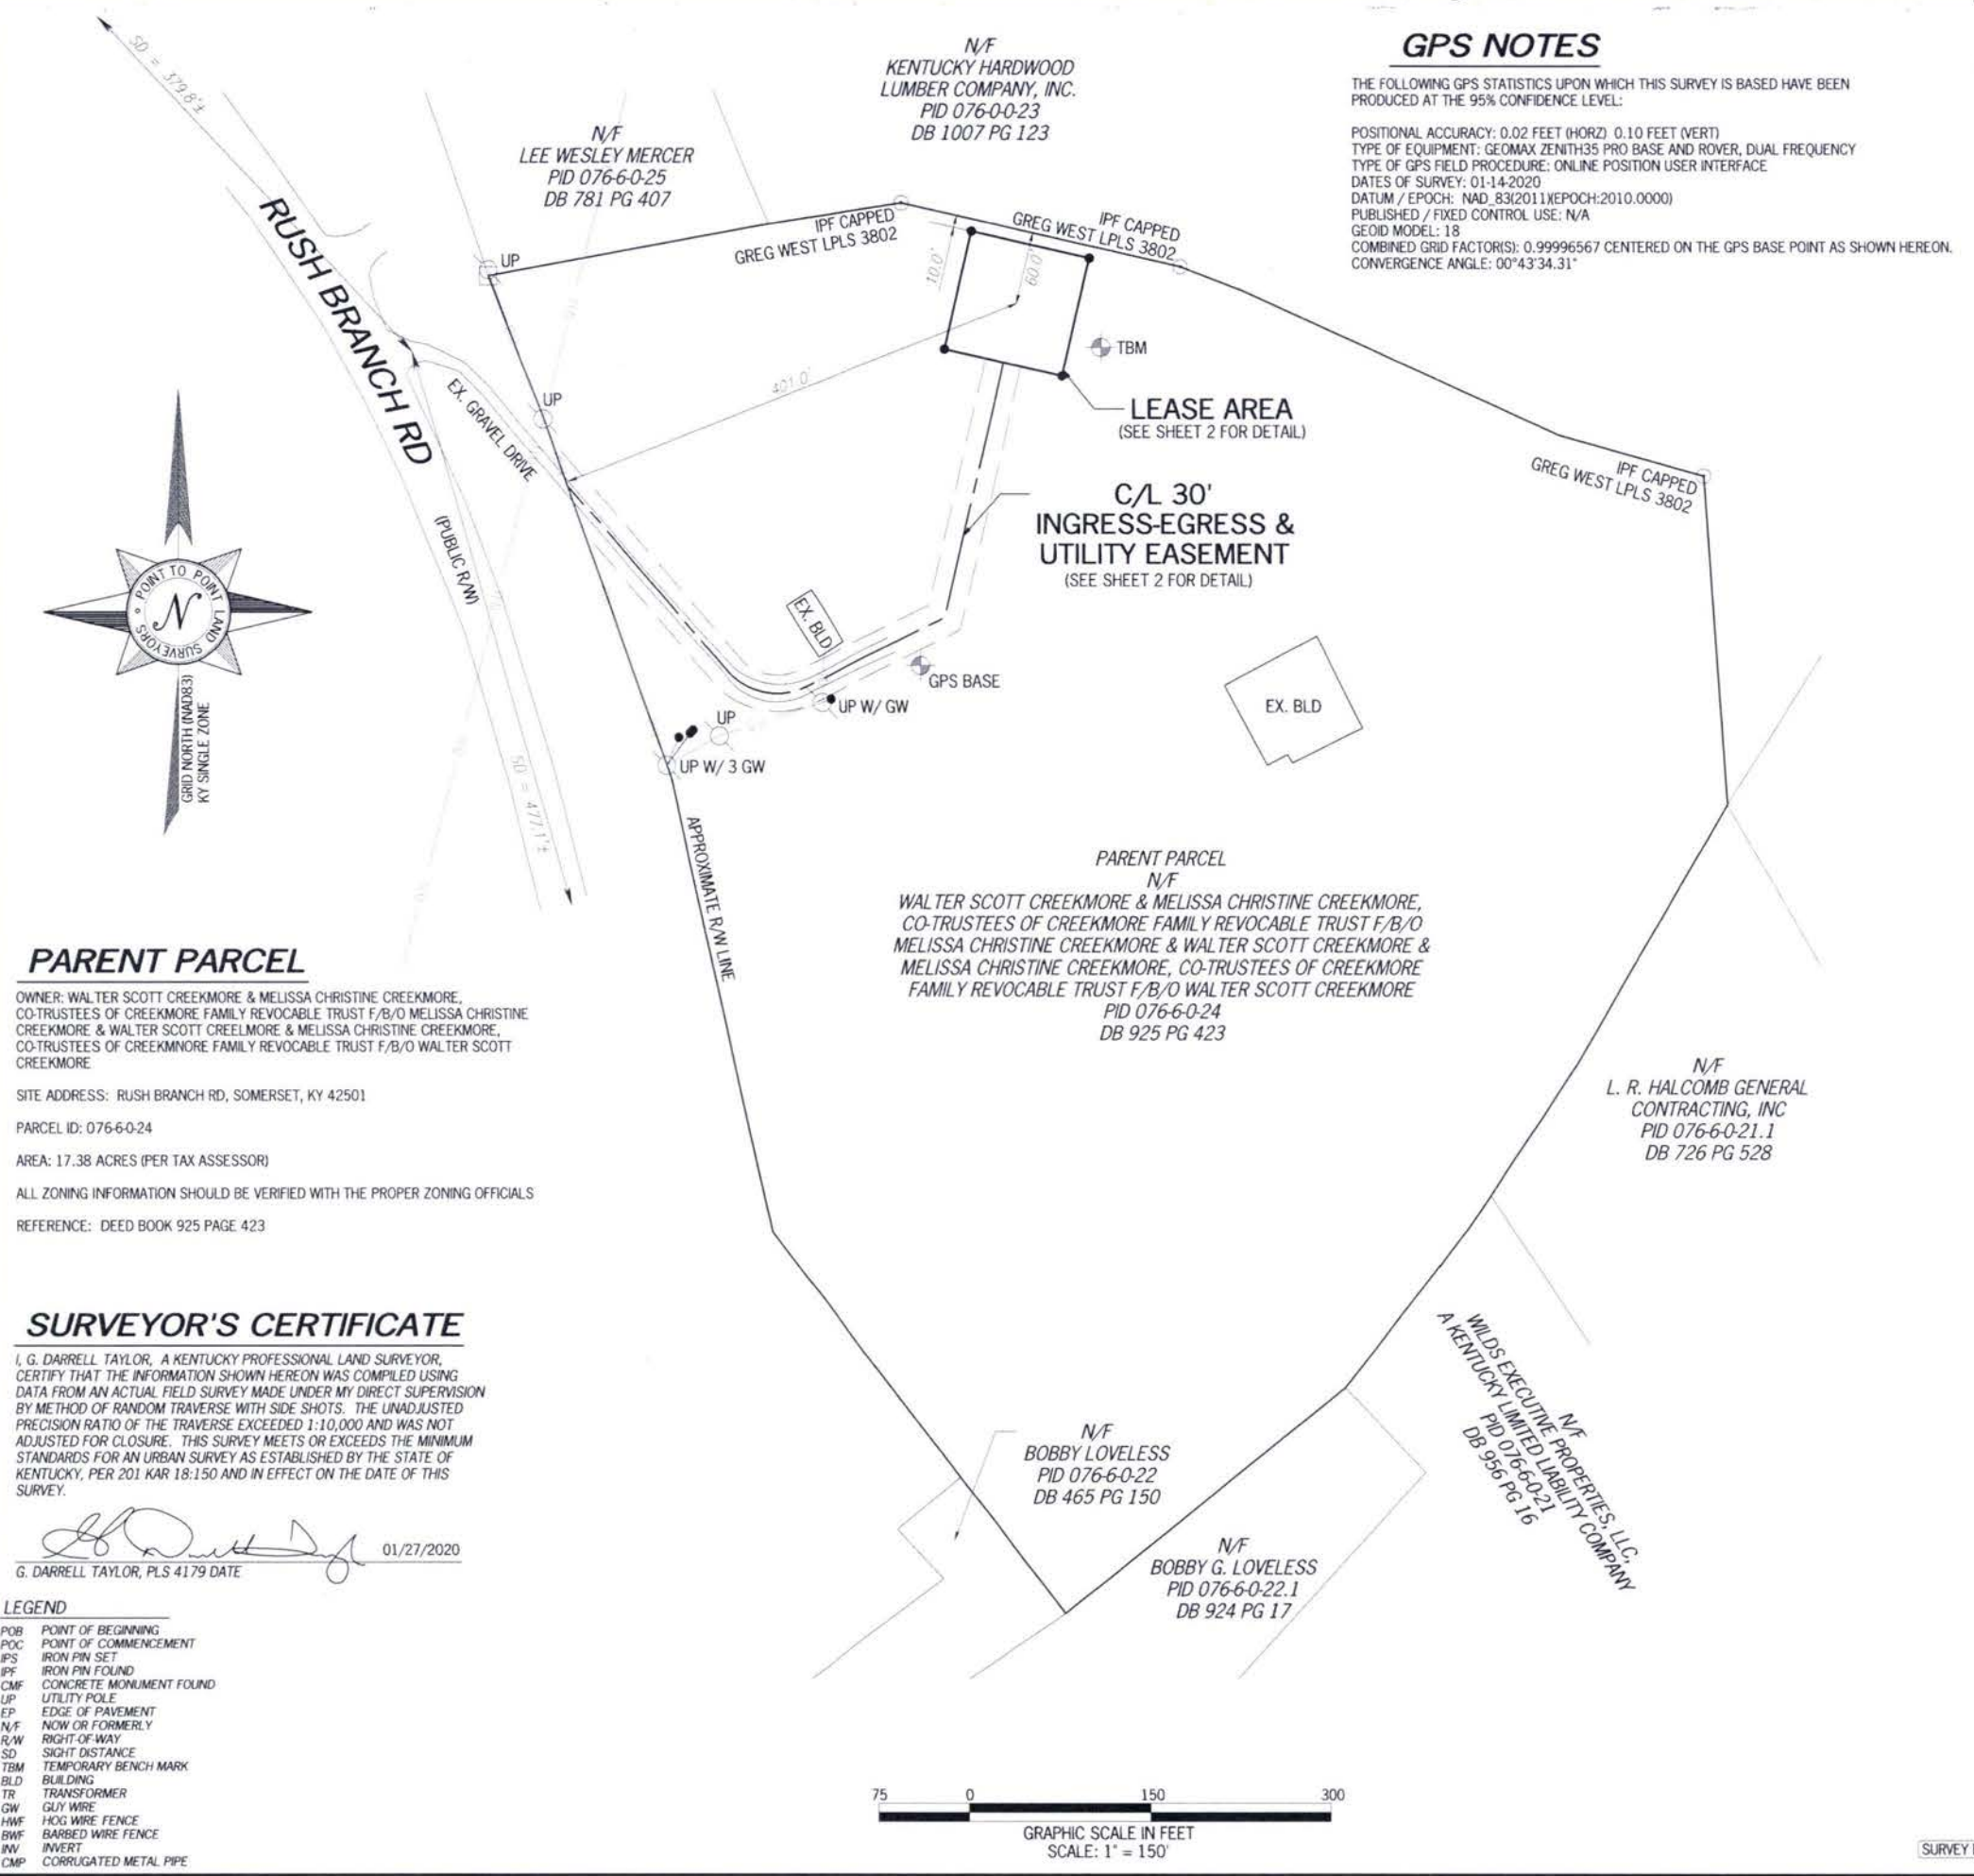 GPS NOTES
THE FOLLOWING GPS STATISTICS UPON WHICH THIS SURVEY IS BASED HAVE BEEN
PRODUCED AT THE 95% CONFIDENCE LEVEL:
POSITIONAL ACCURACY: 0.02 FEET (HORZ) 0.10 FEET (VERT)
TYPE OF EQUIPMENT: GEOMAX ZENITH35 PRO BASE AND ROVER, DUAL FREQUENCY
TYPE OF GPS FIELD PROCEDURE: ONLINE POSITION USER INTERFACE
DATES OF SURVEY: 01-14-2020
DATUM / EPOCH: NAD_83(2011)(EPOCH:2010.0000)
PUBLISHED / FIXED CONTROL USE: N/A
GEOID MODEL: 18
COMBINED GRID FACTOR(S): 0.99996567 CENTERED ON THE GPS BASE POINT AS SHOWN HEREON.
CONVERGENCE ANGLE: 00°43'34.31"
SD = 379.8'±
N/F
KENTUCKY HARDWOOD
LUMBER COMPANY, INC.
PID 076-0-0-23
DB 1007 PG 123
N/F
LEE WESLEY MERCER
PID 076-6-0-25
DB 781 PG 407
RUSH BRANCH RD
(PUBLIC R/W)
UP
IPF CAPPED
GREG WEST LPLS 3802
IPF CAPPED
GREG WEST LPLS 3802
10.0'
60.0'
TBM
401.0'
UP
EX. GRAVEL DRIVE
LEASE AREA
(SEE SHEET 2 FOR DETAIL)
C/L 30'
INGRESS-EGRESS &
UTILITY EASEMENT
(SEE SHEET 2 FOR DETAIL)
IPF CAPPED
GREG WEST LPLS 3802
POINT TO POINT LAND SURVEYORS
N
GRID NORTH (NAD83)
KY SINGLE ZONE
EX. BLD
GPS BASE
UP W/ GW
UP
UP W/ 3 GW
EX. BLD
SD = 477.1'±
APPROXIMATE R/W LINE
PARENT PARCEL
N/F
WALTER SCOTT CREEKMORE & MELISSA CHRISTINE CREEKMORE,
CO-TRUSTEES OF CREEKMORE FAMILY REVOCABLE TRUST F/B/O
MELISSA CHRISTINE CREEKMORE & WALTER SCOTT CREEKMORE &
MELISSA CHRISTINE CREEKMORE, CO-TRUSTEES OF CREEKMORE
FAMILY REVOCABLE TRUST F/B/O WALTER SCOTT CREEKMORE
PID 076-6-0-24
DB 925 PG 423
PARENT PARCEL
OWNER: WALTER SCOTT CREEKMORE & MELISSA CHRISTINE CREEKMORE,
CO-TRUSTEES OF CREEKMORE FAMILY REVOCABLE TRUST F/B/O MELISSA CHRISTINE
CREEKMORE & WALTER SCOTT CREELMORE & MELISSA CHRISTINE CREEKMORE,
CO-TRUSTEES OF CREEKMNORE FAMILY REVOCABLE TRUST F/B/O WALTER SCOTT
CREEKMORE
SITE ADDRESS: RUSH BRANCH RD, SOMERSET, KY 42501
PARCEL ID: 076-6-0-24
AREA: 17.38 ACRES (PER TAX ASSESSOR)
ALL ZONING INFORMATION SHOULD BE VERIFIED WITH THE PROPER ZONING OFFICIALS
REFERENCE: DEED BOOK 925 PAGE 423
N/F
L. R. HALCOMB GENERAL
CONTRACTING, INC
PID 076-6-0-21.1
DB 726 PG 528
N/F
WILDS EXECUTIVE PROPERTIES, LLC,
A KENTUCKY LIMITED LIABILITY COMPANY
PID 076-6-0-21
DB 956 PG 16
N/F
BOBBY LOVELESS
PID 076-6-0-22
DB 465 PG 150
N/F
BOBBY G. LOVELESS
PID 076-6-0-22.1
DB 924 PG 17
SURVEYOR'S CERTIFICATE
I, G. DARRELL TAYLOR, A KENTUCKY PROFESSIONAL LAND SURVEYOR,
CERTIFY THAT THE INFORMATION SHOWN HEREON WAS COMPILED USING
DATA FROM AN ACTUAL FIELD SURVEY MADE UNDER MY DIRECT SUPERVISION
BY METHOD OF RANDOM TRAVERSE WITH SIDE SHOTS. THE UNADJUSTED
PRECISION RATIO OF THE TRAVERSE EXCEEDED 1:10,000 AND WAS NOT
ADJUSTED FOR CLOSURE. THIS SURVEY MEETS OR EXCEEDS THE MINIMUM
STANDARDS FOR AN URBAN SURVEY AS ESTABLISHED BY THE STATE OF
KENTUCKY, PER 201 KAR 18:150 AND IN EFFECT ON THE DATE OF THIS
SURVEY.
01/27/2020
G. DARRELL TAYLOR, PLS 4179 DATE
LEGEND
POB POINT OF BEGINNING
POC POINT OF COMMENCEMENT
IPS IRON PIN SET
IPF IRON PIN FOUND
CMF CONCRETE MONUMENT FOUND
UP UTILITY POLE
EP EDGE OF PAVEMENT
N/F NOW OR FORMERLY
R/W RIGHT-OF-WAY
SD SIGHT DISTANCE
TBM TEMPORARY BENCH MARK
BLD BUILDING
TR TRANSFORMER
GW GUY WIRE
HWF HOG WIRE FENCE
BWF BARBED WIRE FENCE
INV INVERT
CMP CORRUGATED METAL PIPE
75 0 150 300
GRAPHIC SCALE IN FEET
SCALE: 1" = 150'
SURVEY